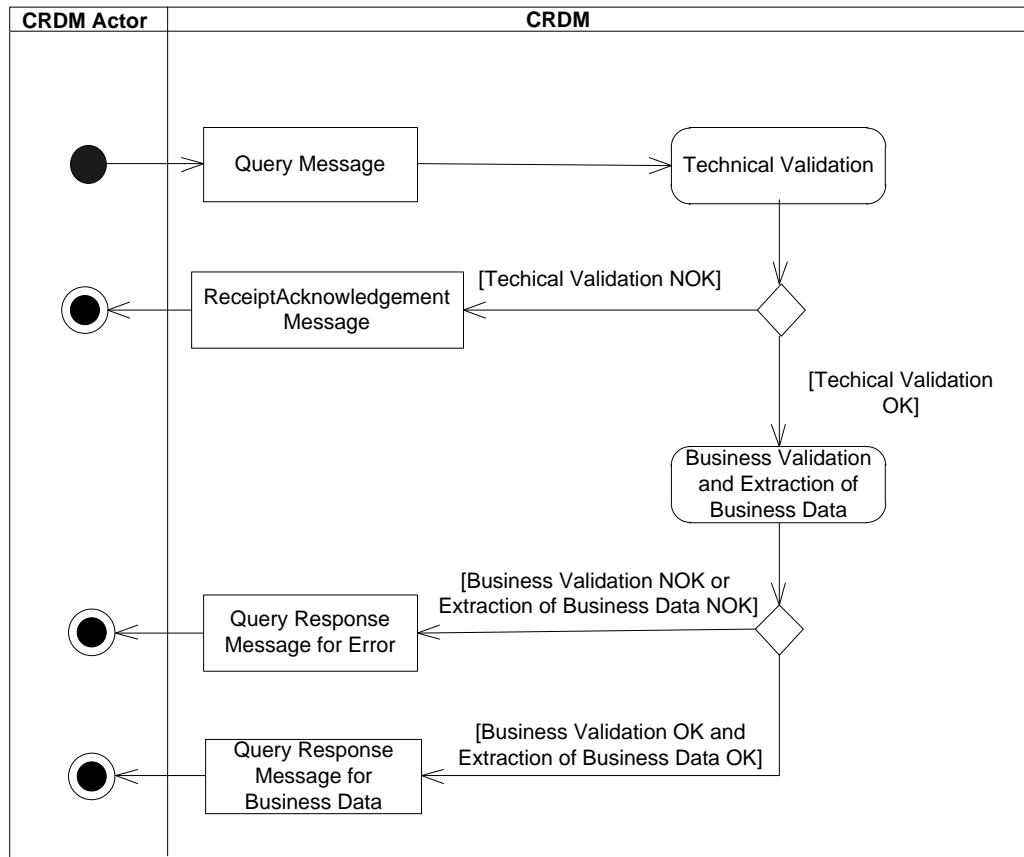 CRDM Actor
CRDM
Query Message
Technical Validation
[Techical Validation NOK]
ReceiptAcknowledgement
Message
[Techical Validation
OK]
Business Validation
and Extraction of
Business Data
[Business Validation NOK or
Extraction of Business Data NOK]
Query Response
Message for Error
[Business Validation OK and
Extraction of Business Data OK]
Query Response
Message for
Business Data